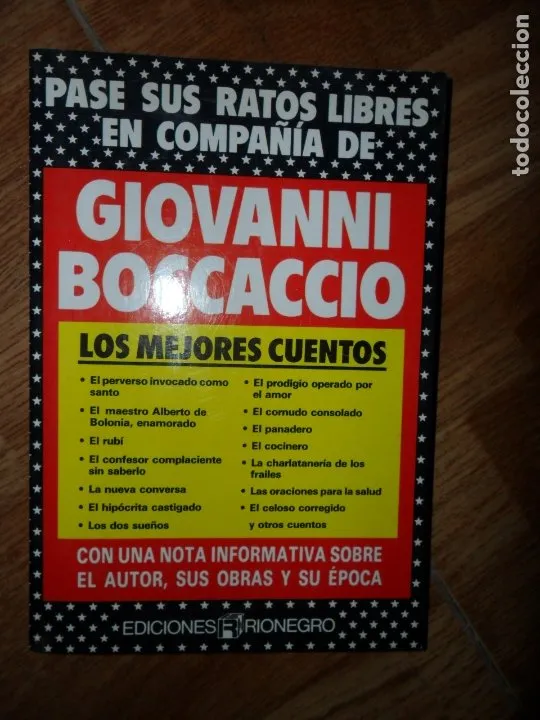 PASE SUS RATOS LIBRES
EN COMPAÑÍA DE
GIOVANNI
BOCCACCIO
LOS MEJORES CUENTOS
• El perverso invocado como
santo
• El maestro Alberto de
Bolonia, enamorado
• El rubí
• El confesor complaciente
sin saberlo
• La nueva conversa
• El hipócrita castigado
• Los dos sueños
• El prodigio operado por
el amor
• El cornudo consolado
• El panadero
• El cocinero
• La charlatanería de los
frailes
• Las oraciones para la salud
• El celoso corregido
y otros cuentos
CON UNA NOTA INFORMATIVA SOBRE
EL AUTOR, SUS OBRAS Y SU ÉPOCA
EDICIONES R RIONEGRO
todocoleccion